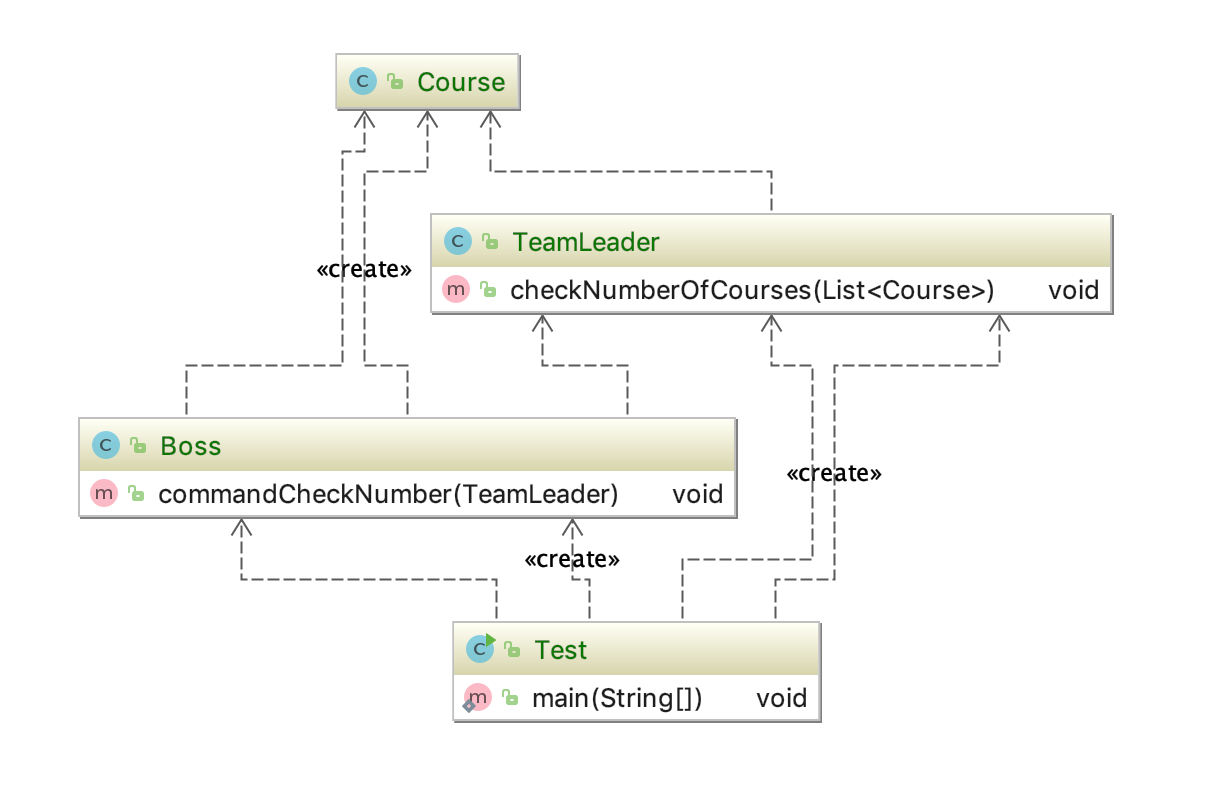 C Course
C TeamLeader
m checkNumberOfCourses(List<Course>) void
«create»
C Boss
m commandCheckNumber(TeamLeader) void
«create»
«create»
C Test
m main(String[]) void